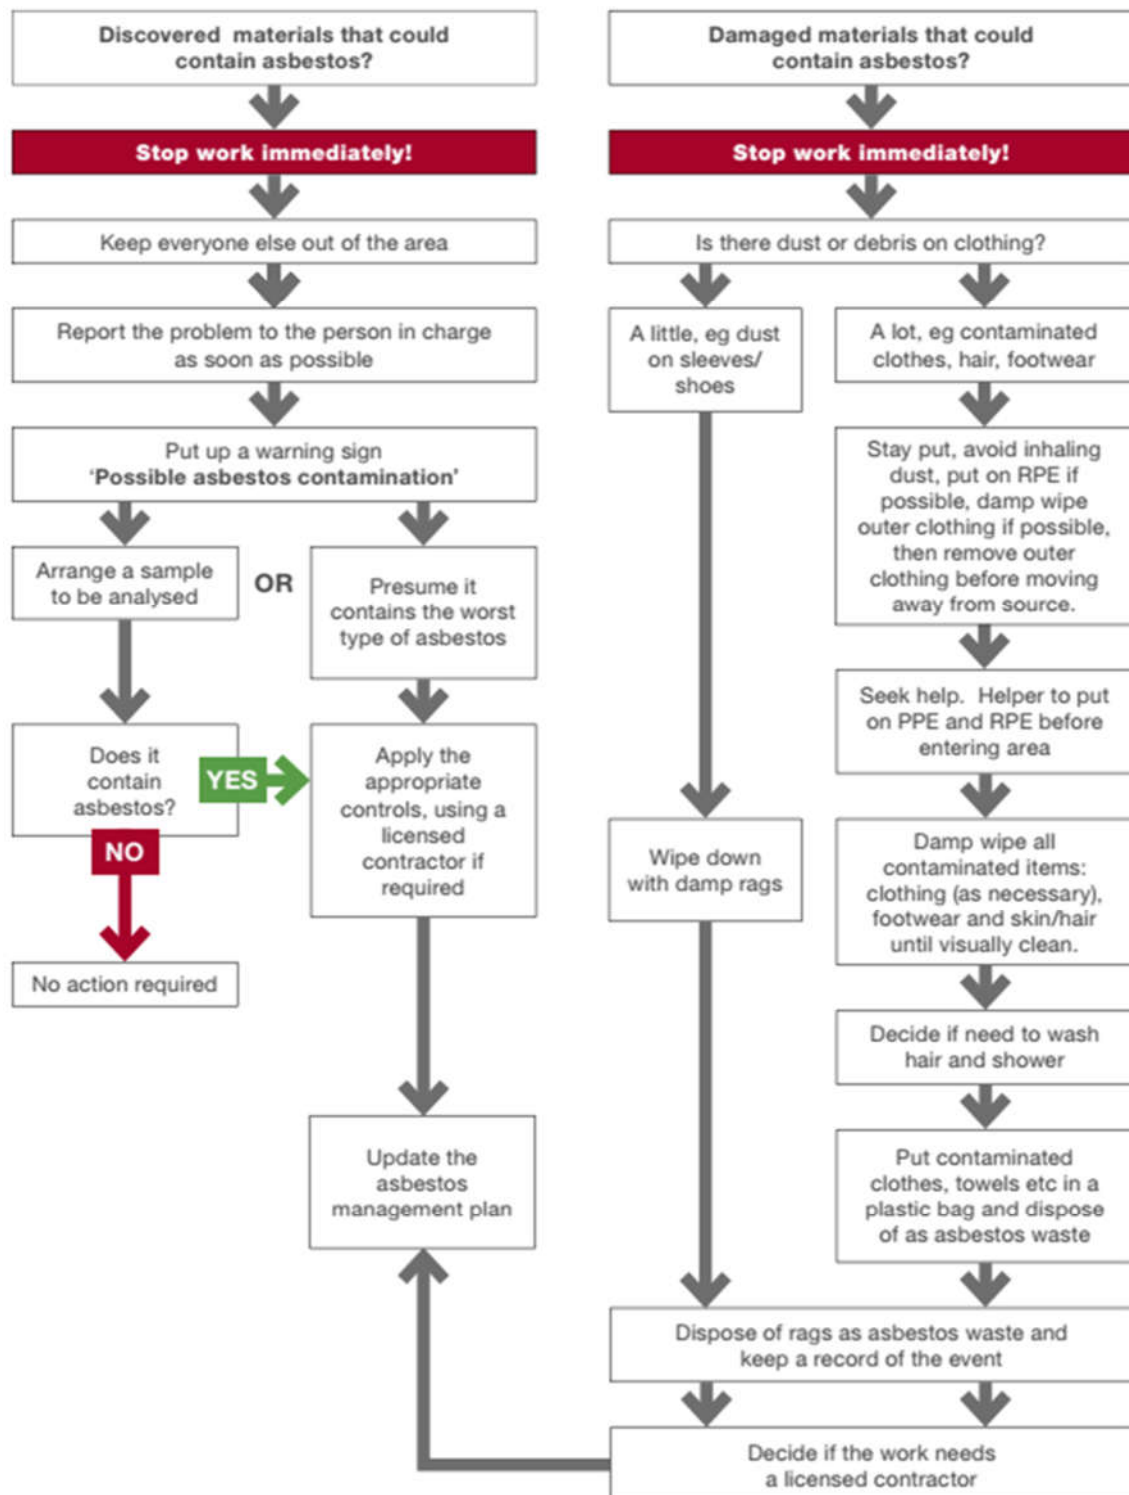 Discovered materials that could
contain asbestos?
Stop work immediately!
Keep everyone else out of the area
Report the problem to the person in charge
as soon as possible
Put up a warning sign
‘Possible asbestos contamination’
Arrange a sample
to be analysed
OR
Presume it
contains the worst
type of asbestos
Does it
contain
asbestos?
YES
NO
No action required
Apply the
appropriate
controls, using a
licensed
contractor if
required
Update the
asbestos
management plan
Damaged materials that could
contain asbestos?
Stop work immediately!
Is there dust or debris on clothing?
A little, eg dust
on sleeves/
shoes
Wipe down
with damp rags
A lot, eg contaminated
clothes, hair, footwear
Stay put, avoid inhaling
dust, put on RPE if
possible, damp wipe
outer clothing if possible,
then remove outer
clothing before moving
away from source.
Seek help. Helper to put
on PPE and RPE before
entering area
Damp wipe all
contaminated items:
clothing (as necessary),
footwear and skin/hair
until visually clean.
Decide if need to wash
hair and shower
Put contaminated
clothes, towels etc in a
plastic bag and dispose
of as asbestos waste
Dispose of rags as asbestos waste and
keep a record of the event
Decide if the work needs
a licensed contractor